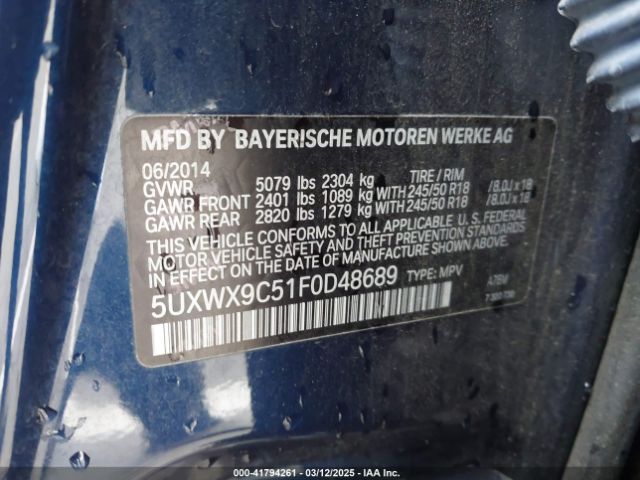 MFD BY BAYERISCHE MOTOREN WERKE AG
06/2014 TIRE / RIM
GVWR 5079 lbs 2304 kg
GAWR FRONT 2401 lbs 1089 kg WITH 245/50 R18 / 8.0J x 18
GAWR REAR 2820 lbs 1279 kg WITH 245/50 R18 / 8.0J x 18
THIS VEHICLE CONFORMS TO ALL APPLICABLE U. S. FEDERAL
MOTOR VEHICLE SAFETY AND THEFT PREVENTION STANDARDS
IN EFFECT ON THE DATE OF MANUFACTURE SHOWN ABOVE.
5UXWX9C51F0D48689 TYPE: MPV
000-41794261 - 03/12/2025 - IAA Inc.